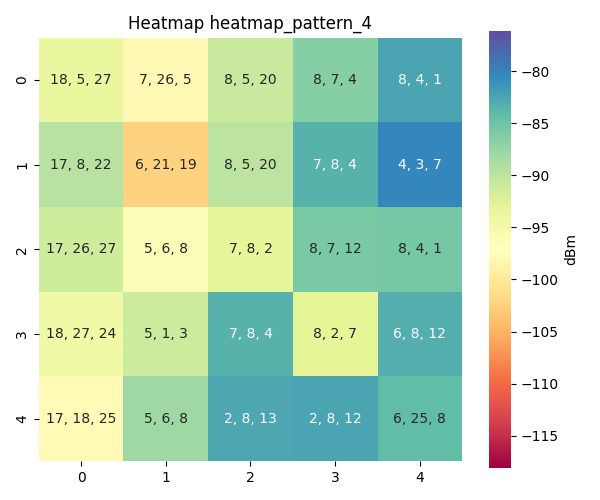 Heatmap heatmap_pattern_4
0
18, 5, 27
7, 26, 5
8, 5, 20
8, 7, 4
8, 4, 1
1
17, 8, 22
6, 21, 19
8, 5, 20
7, 8, 4
4, 3, 7
2
17, 26, 27
5, 6, 8
7, 8, 2
8, 7, 12
8, 4, 1
3
18, 27, 24
5, 1, 3
7, 8, 4
8, 2, 7
6, 8, 12
4
17, 18, 25
5, 6, 8
2, 8, 13
2, 8, 12
6, 25, 8
0
1
2
3
4
−80
−85
−90
−95
−100
−105
−110
−115
dBm